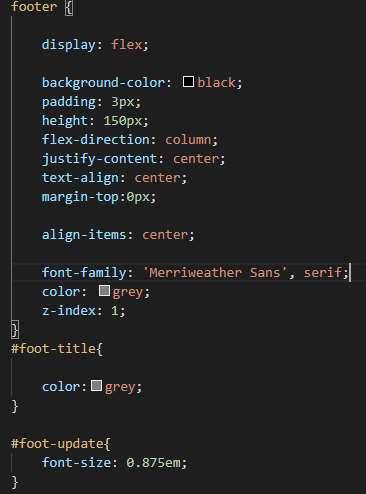 footer {
display: flex;
background-color: black;
padding: 3px;
height: 150px;
flex-direction: column;
justify-content: center;
text-align: center;
margin-top:0px;
align-items: center;
font-family: 'Merriweather Sans', serif;
color: grey;
z-index: 1;
}
#foot-title{
color:grey;
}
#foot-update{
font-size: 0.875em;
}